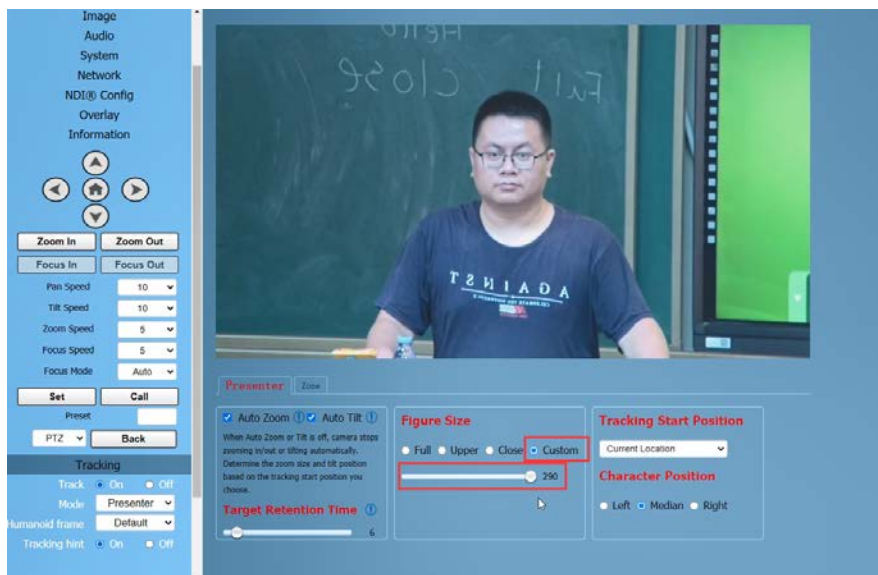 Image
Audio
System
Network
NDI® Config
Overlay
Information
Zoom In Zoom Out
Focus In Focus Out
Pan Speed 10
Tilt Speed 10
Zoom Speed 5
Focus Speed 5
Focus Mode Auto
Set Call
Preset
PTZ Back
Tracking
Track On Off
Mode Presenter
Humanoid frame Default
Tracking hint On Off
Hello
Full close
AGAINST
Presenter Zone
Auto Zoom Auto Tilt
When Auto Zoom or Tilt is off, camera stops
zooming in/out or tilting automatically.
Determine the zoom size and tilt position
based on the tracking start position you
choose.
Target Retention Time
6
Figure Size
Full Upper Close Custom
290
Tracking Start Position
Current Location
Character Position
Left Median Right